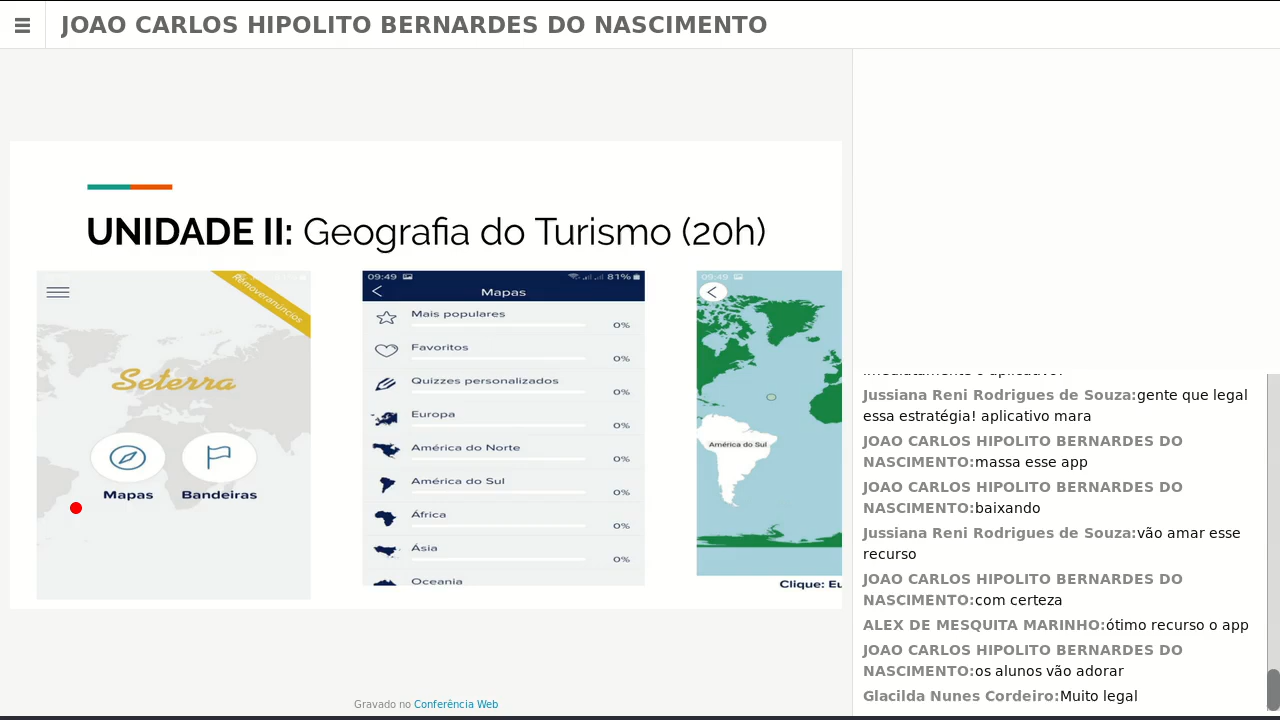 JOAO CARLOS HIPOLITO BERNARDES DO NASCIMENTO
UNIDADE II: Geografia do Turismo (20h)
Remover anúncios
Seterra
Mapas
Bandeiras
09:49
81%
Mapas
Mais populares
0%
Favoritos
0%
Quizzes personalizados
0%
Europa
0%
América do Norte
0%
América do Sul
0%
África
0%
Ásia
0%
Oceania
09:49
América do Sul
Clique: Eu
Gravado no Conferência Web
imediatamente o aplicativo?
Jussiana Reni Rodrigues de Souza:gente que legal
essa estratégia! aplicativo mara
JOAO CARLOS HIPOLITO BERNARDES DO
NASCIMENTO:massa esse app
JOAO CARLOS HIPOLITO BERNARDES DO
NASCIMENTO:baixando
Jussiana Reni Rodrigues de Souza:vão amar esse
recurso
JOAO CARLOS HIPOLITO BERNARDES DO
NASCIMENTO:com certeza
ALEX DE MESQUITA MARINHO:ótimo recurso o app
JOAO CARLOS HIPOLITO BERNARDES DO
NASCIMENTO:os alunos vão adorar
Glacilda Nunes Cordeiro:Muito legal